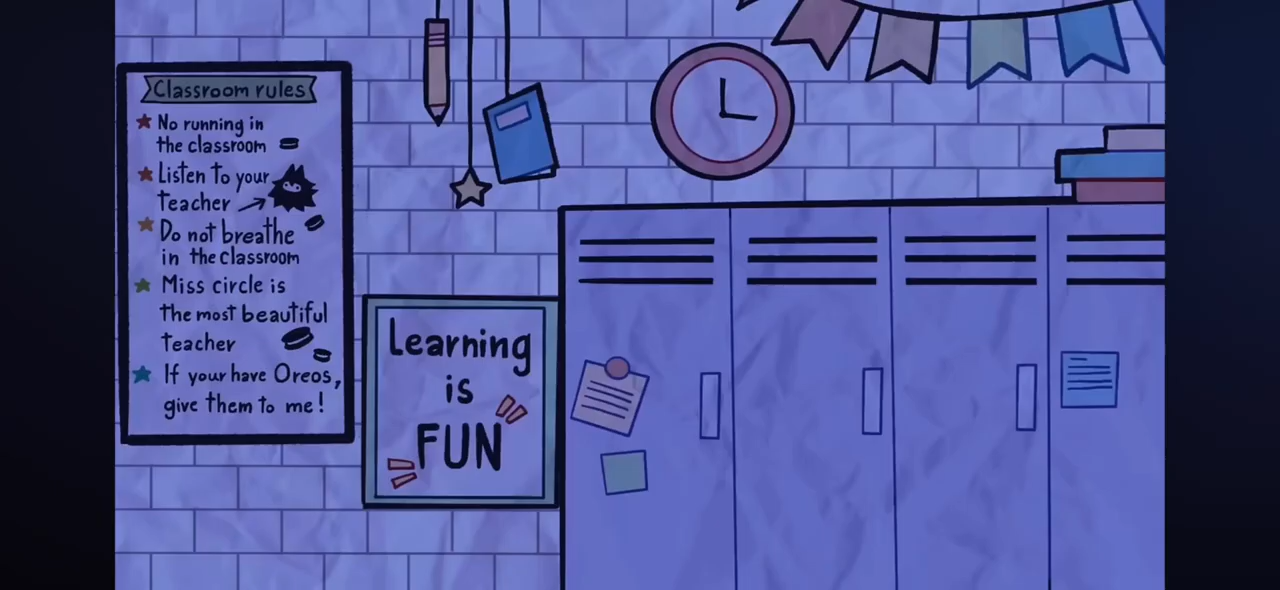 Classroom rules
No running in
the classroom
Listen to your
teacher
Do not breathe
in the classroom
Miss circle is
the most beautiful
teacher
If your have Oreos,
give them to me!
Learning
is
FUN